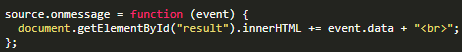 source.onmessage = function (event) {
  document.getElementById("result").innerHTML += event.data + "<br>";
};